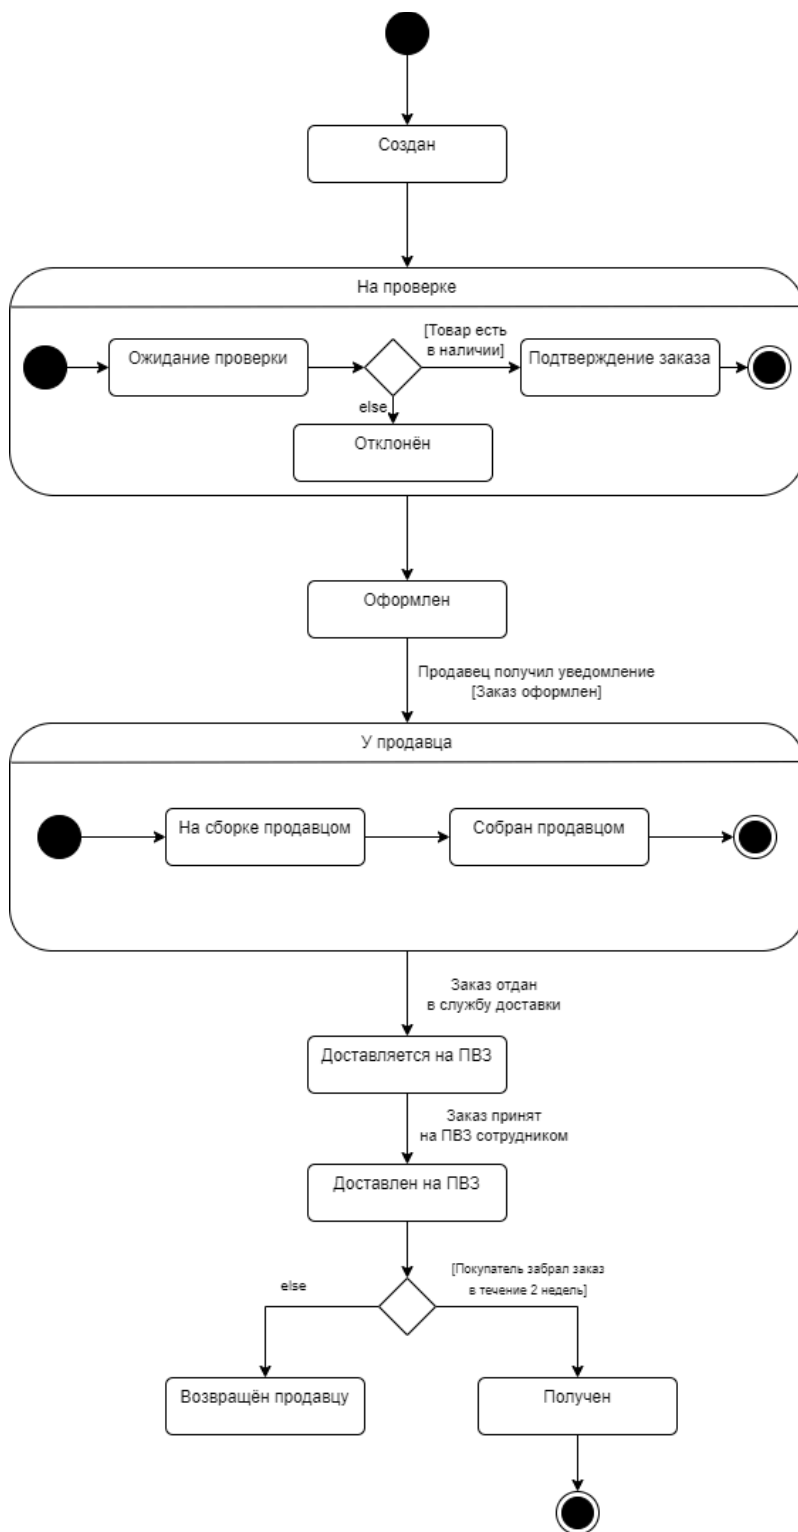 Создан
На проверке
[Товар есть
в наличии]
Ожидание проверки
Подтверждение заказа
else
Отклонён
Оформлен
Продавец получил уведомление
[Заказ оформлен]
У продавца
На сборке продавцом
Собран продавцом
Заказ отдан
в службу доставки
Доставляется на ПВЗ
Заказ принят
на ПВЗ сотрудником
Доставлен на ПВЗ
else
[Покупатель забрал заказ
в течение 2 недель]
Возвращён продавцу
Получен